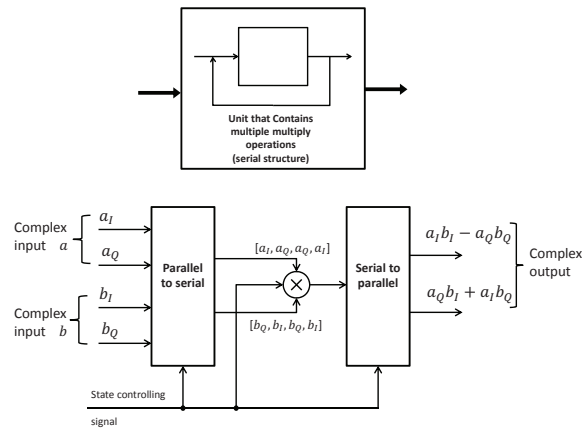 Unit that Contains
multiple multiply
operations
(serial structure)
Complex
input a
a_I
a_Q
Complex
input b
b_I
b_Q
Parallel
to serial
[a_I, a_Q, a_Q, a_I]
[b_Q, b_I, b_Q, b_I]
Serial to
parallel
a_I b_I − a_Q b_Q
a_Q b_I + a_I b_Q
Complex
output
State controlling
signal